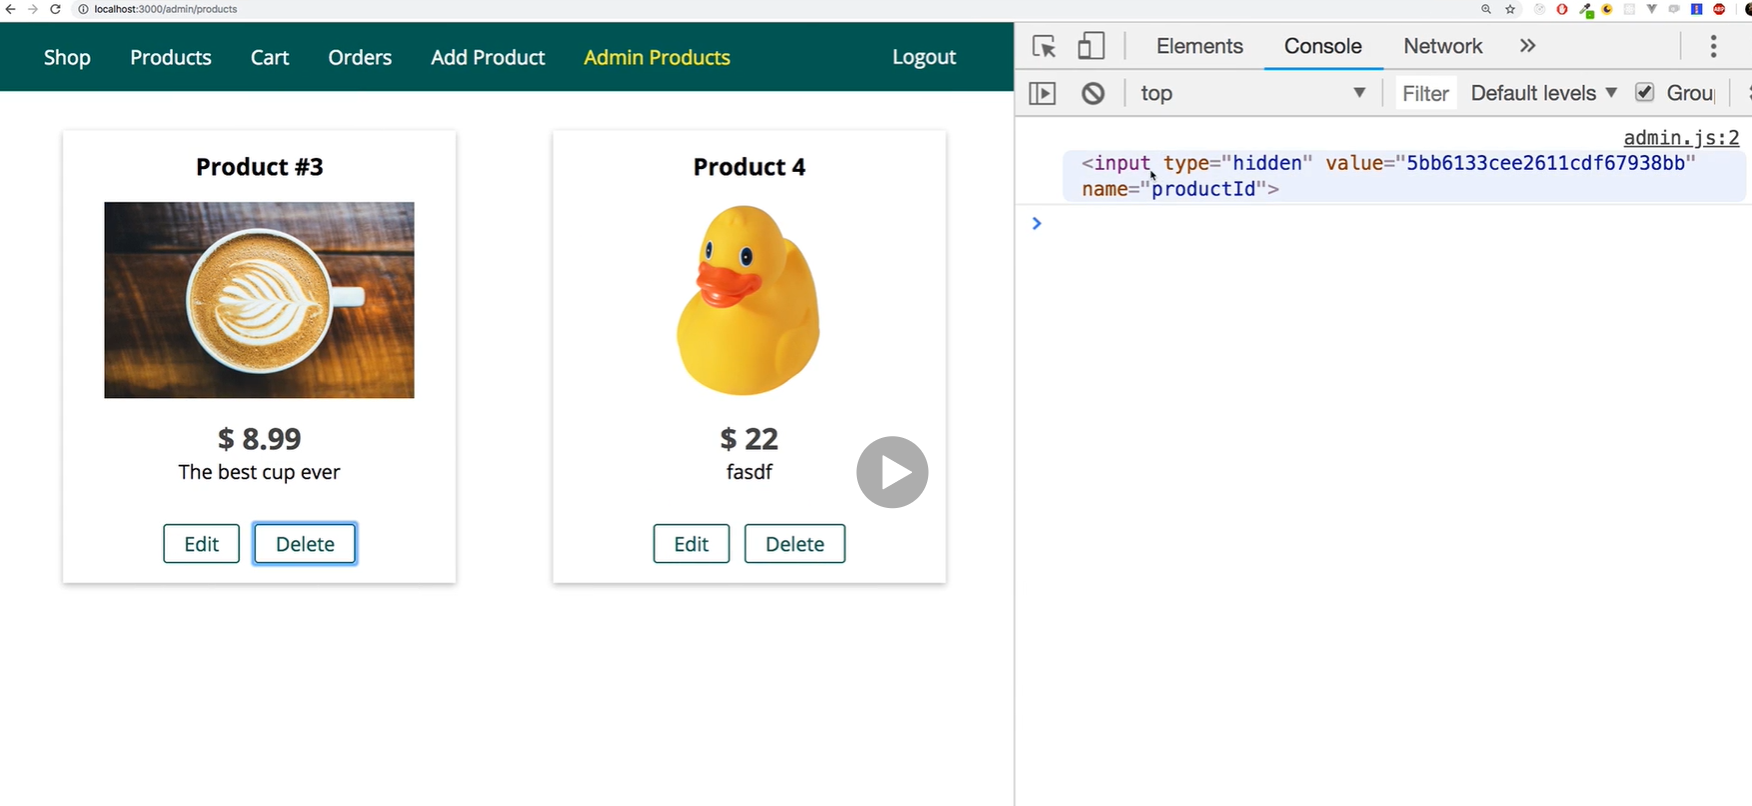 localhost:3000/admin/products
Shop Products Cart Orders Add Product Admin Products Logout
Product #3
$ 8.99
The best cup ever
Edit Delete
Product 4
$ 22
fasdf
Edit Delete
Elements Console Network »
top Filter Default levels Grou
admin.js:2
<input type="hidden" value="5bb6133cee2611cdf67938bb"
name="productId">